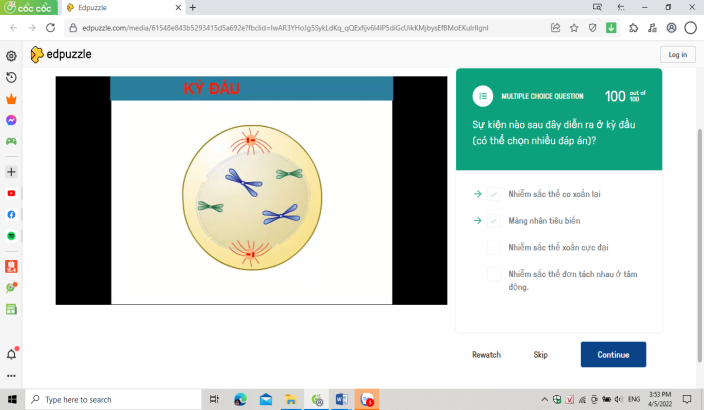 CỐC CỐC
Edpuzzle
edpuzzle.com/media/61548e843b5293415d5a692e?fbclid=IwAR3YHoJg5SykLdKq_qQExfijv6I4IP5diGcUikKMjbysEfBMoEKuIrIIgnI
edpuzzle
Log in
KỲ ĐẦU
MULTIPLE CHOICE QUESTION
100 out of 100
Sự kiện nào sau đây diễn ra ở kỳ đầu
(có thể chọn nhiều đáp án)?
Nhiễm sắc thể co xoắn lại
Màng nhân tiêu biến
Nhiễm sắc thể xoắn cực đại
Nhiễm sắc thể đơn tách nhau ở tâm
động.
Rewatch
Skip
Continue
Type here to search
ENG
3:53 PM
4/5/2022